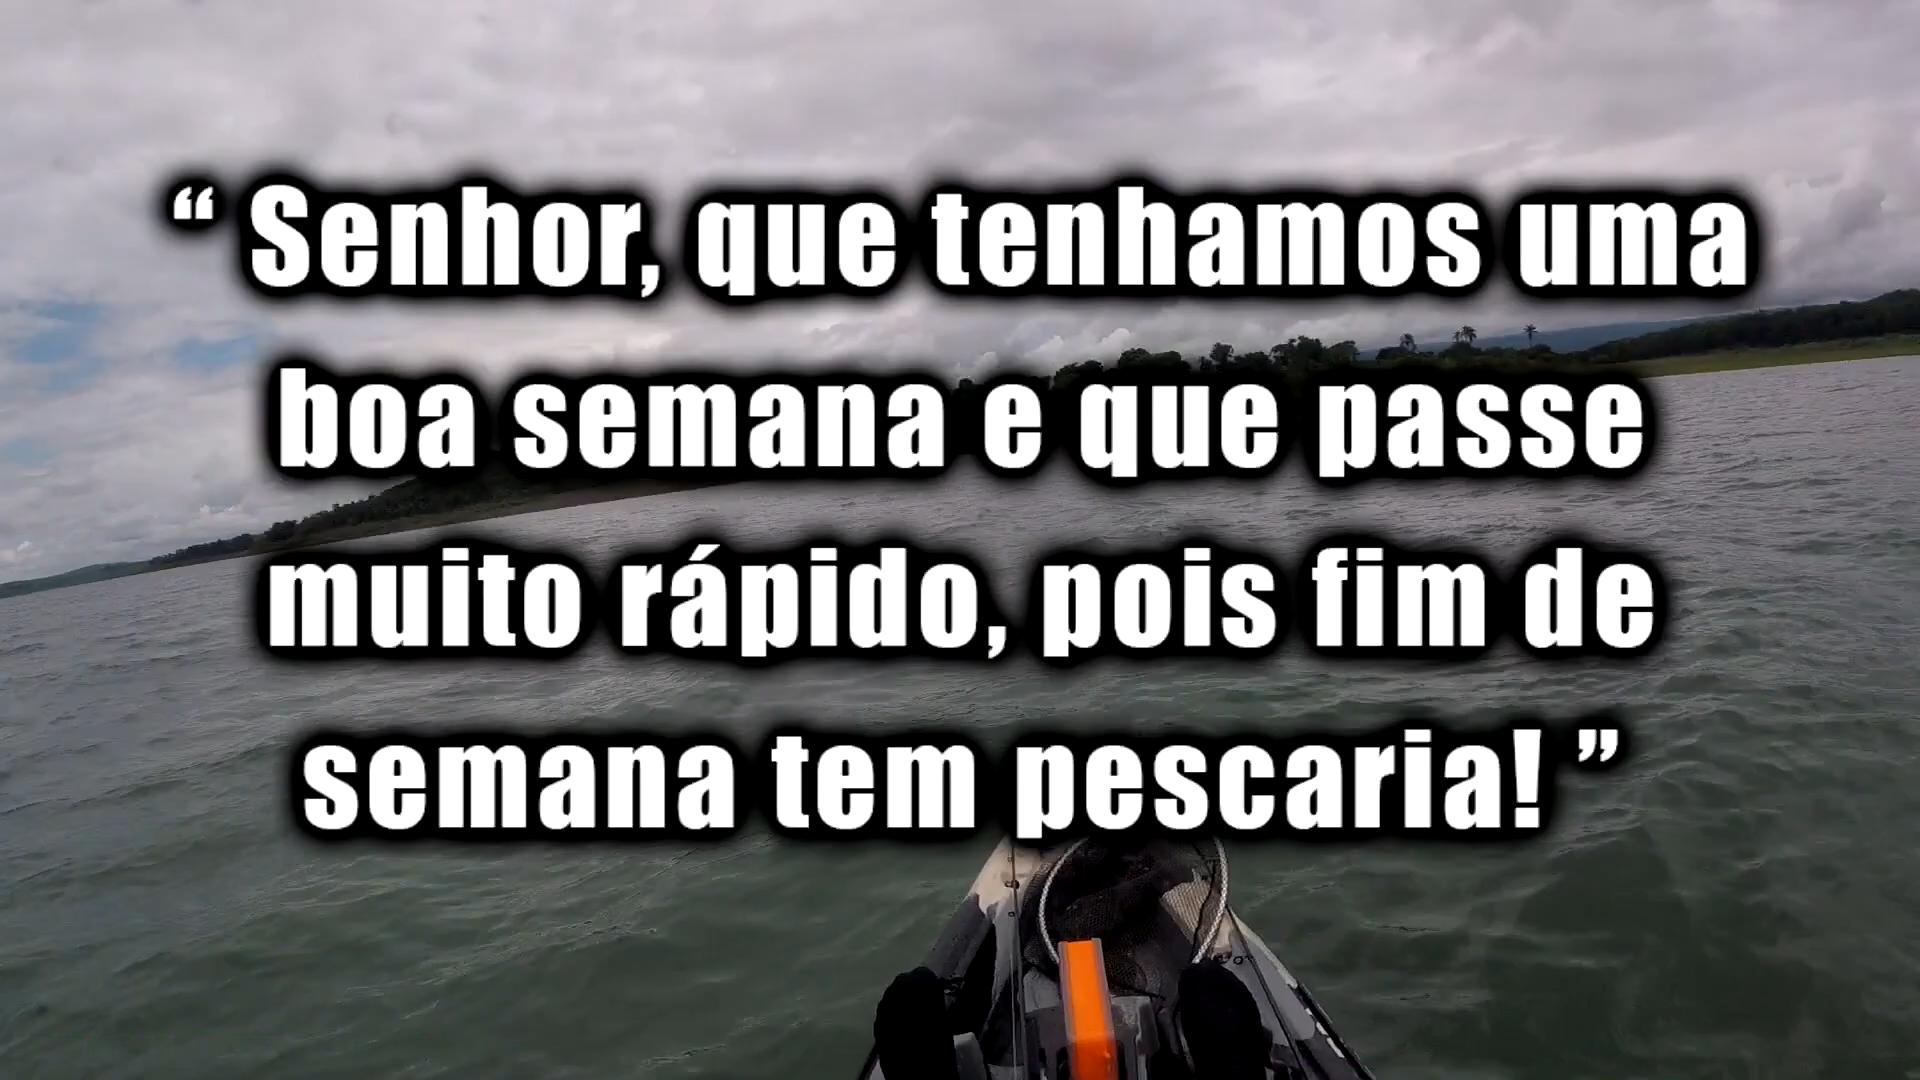 “ Senhor, que tenhamos uma
boa semana e que passe
muito rápido, pois fim de
semana tem pescaria! ”